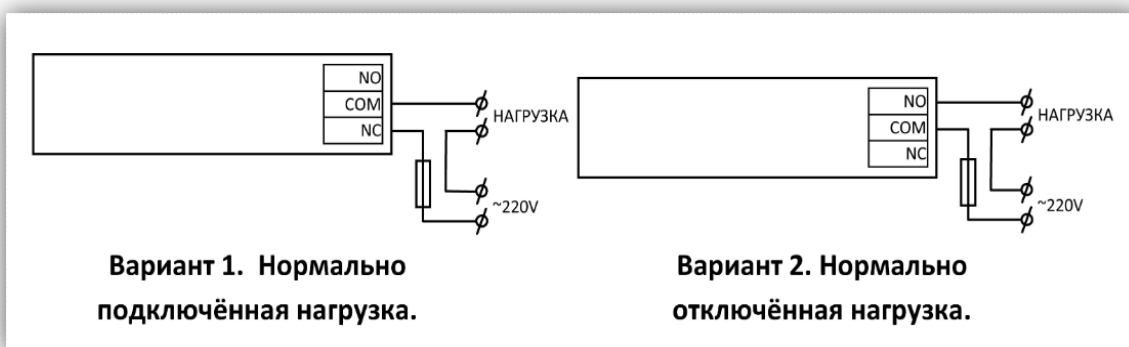 NO
COM
NC
НАГРУЗКА
~220V
Вариант 1. Нормально
подключённая нагрузка.
NO
COM
NC
НАГРУЗКА
~220V
Вариант 2. Нормально
отключённая нагрузка.